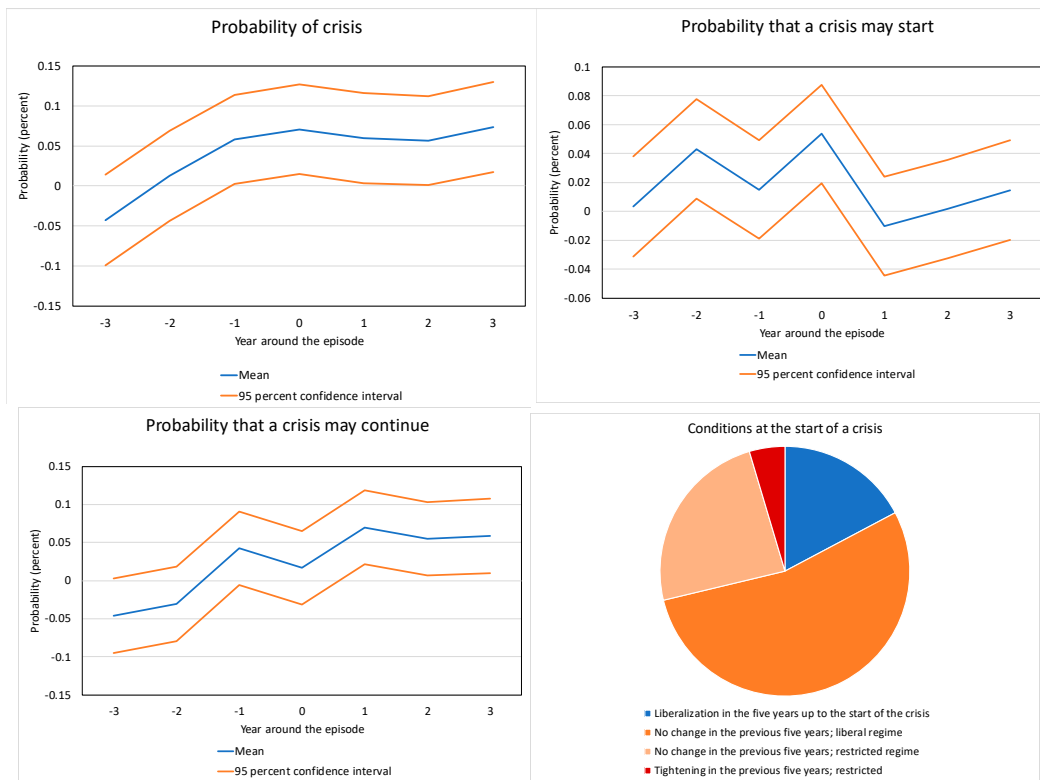 Probability of crisis
Probability (percent)
0.15
0.1
0.05
0
-0.05
-0.1
-0.15
-3 -2 -1 0 1 2 3
Year around the episode
Mean
95 percent confidence interval
Probability that a crisis may start
Probability (percent)
0.1
0.08
0.06
0.04
0.02
0
-0.02
-0.04
-0.06
-3 -2 -1 0 1 2 3
Year around the episode
Mean
95 percent confidence interval
Probability that a crisis may continue
Probability (percent)
0.15
0.1
0.05
0
-0.05
-0.1
-0.15
-3 -2 -1 0 1 2 3
Year around the episode
Mean
95 percent confidence interval
Conditions at the start of a crisis
Liberalization in the five years up to the start of the crisis
No change in the previous five years; liberal regime
No change in the previous five years; restricted regime
Tightening in the previous five years; restricted